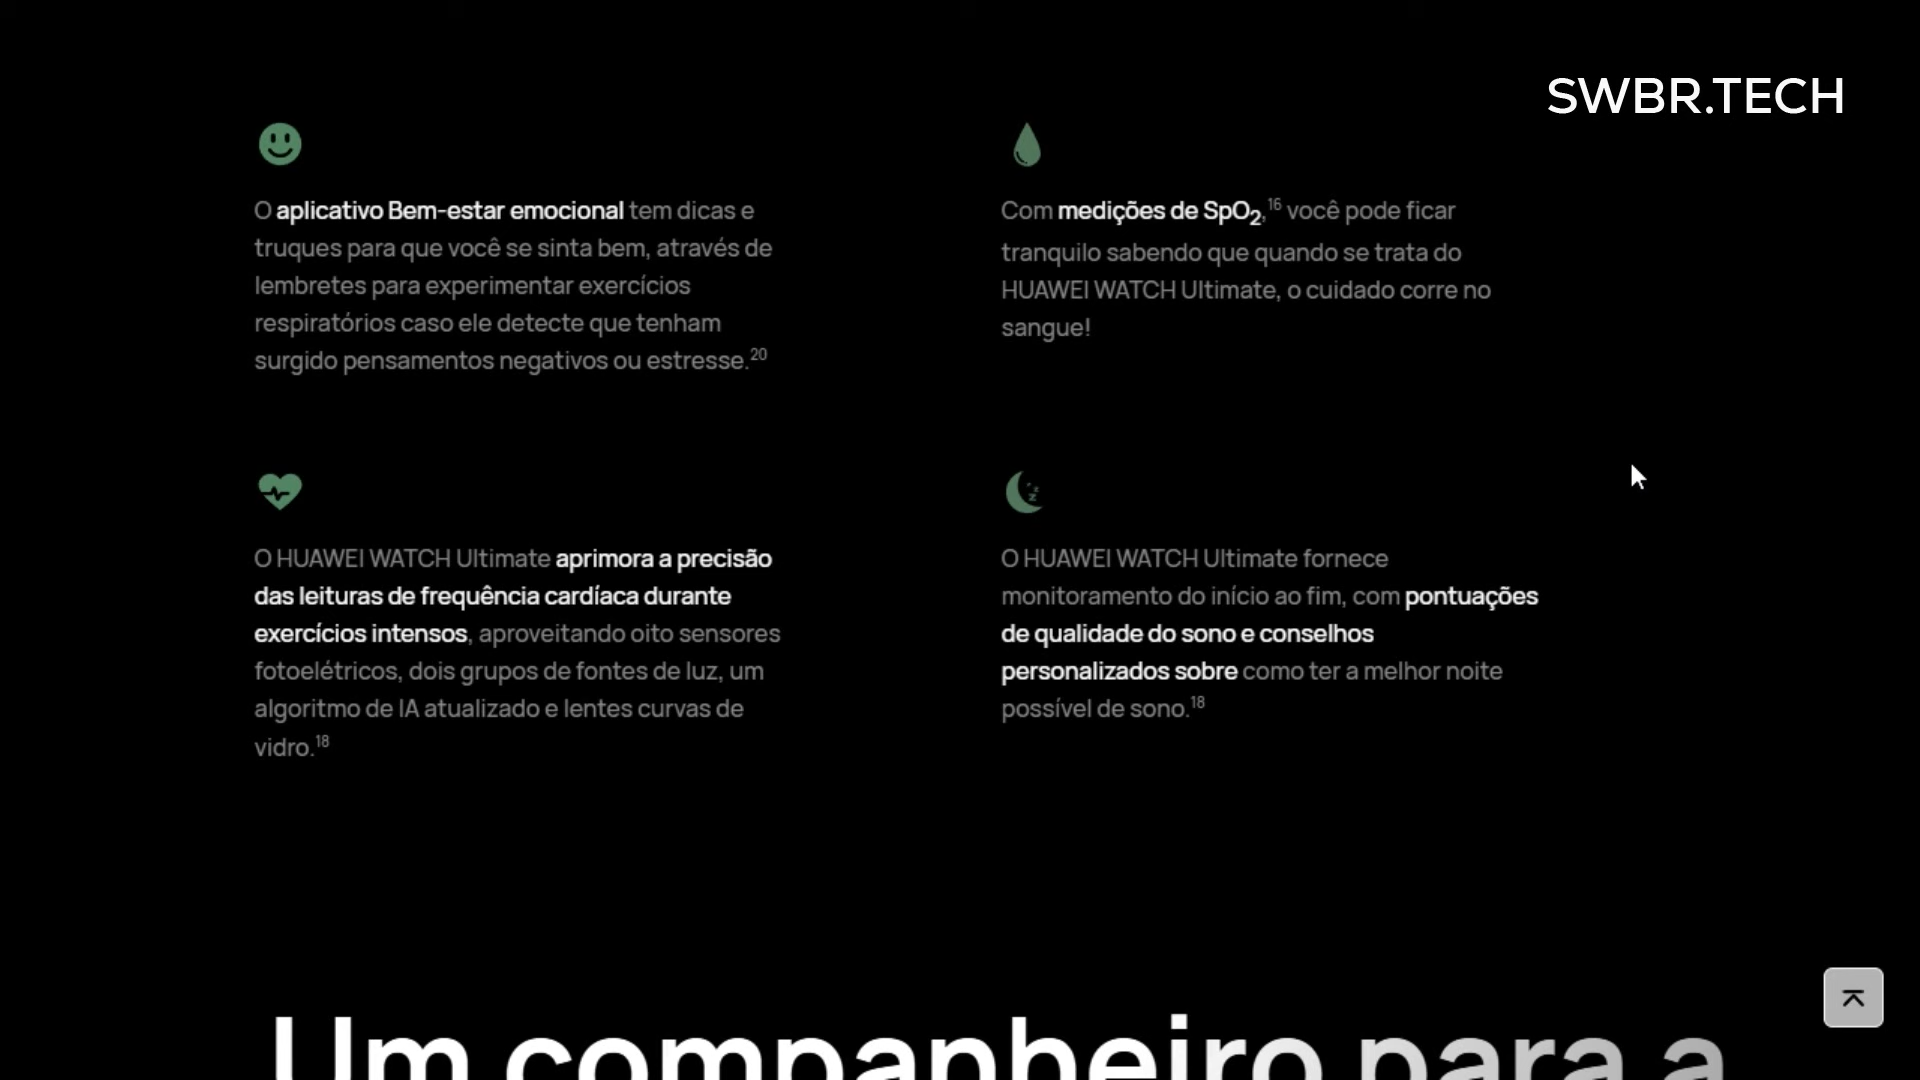 SWBR.TECH
O aplicativo Bem-estar emocional tem dicas e
truques para que você se sinta bem, através de
lembretes para experimentar exercícios
respiratórios caso ele detecte que tenham
surgido pensamentos negativos ou estresse.20
Com medições de SpO2,16 você pode ficar
tranquilo sabendo que quando se trata do
HUAWEI WATCH Ultimate, o cuidado corre no
sangue!
O HUAWEI WATCH Ultimate aprimora a precisão
das leituras de frequência cardíaca durante
exercícios intensos, aproveitando oito sensores
fotoelétricos, dois grupos de fontes de luz, um
algoritmo de IA atualizado e lentes curvas de
vidro.18
O HUAWEI WATCH Ultimate fornece
monitoramento do início ao fim, com pontuações
de qualidade do sono e conselhos
personalizados sobre como ter a melhor noite
possível de sono.18
Um companheiro para a